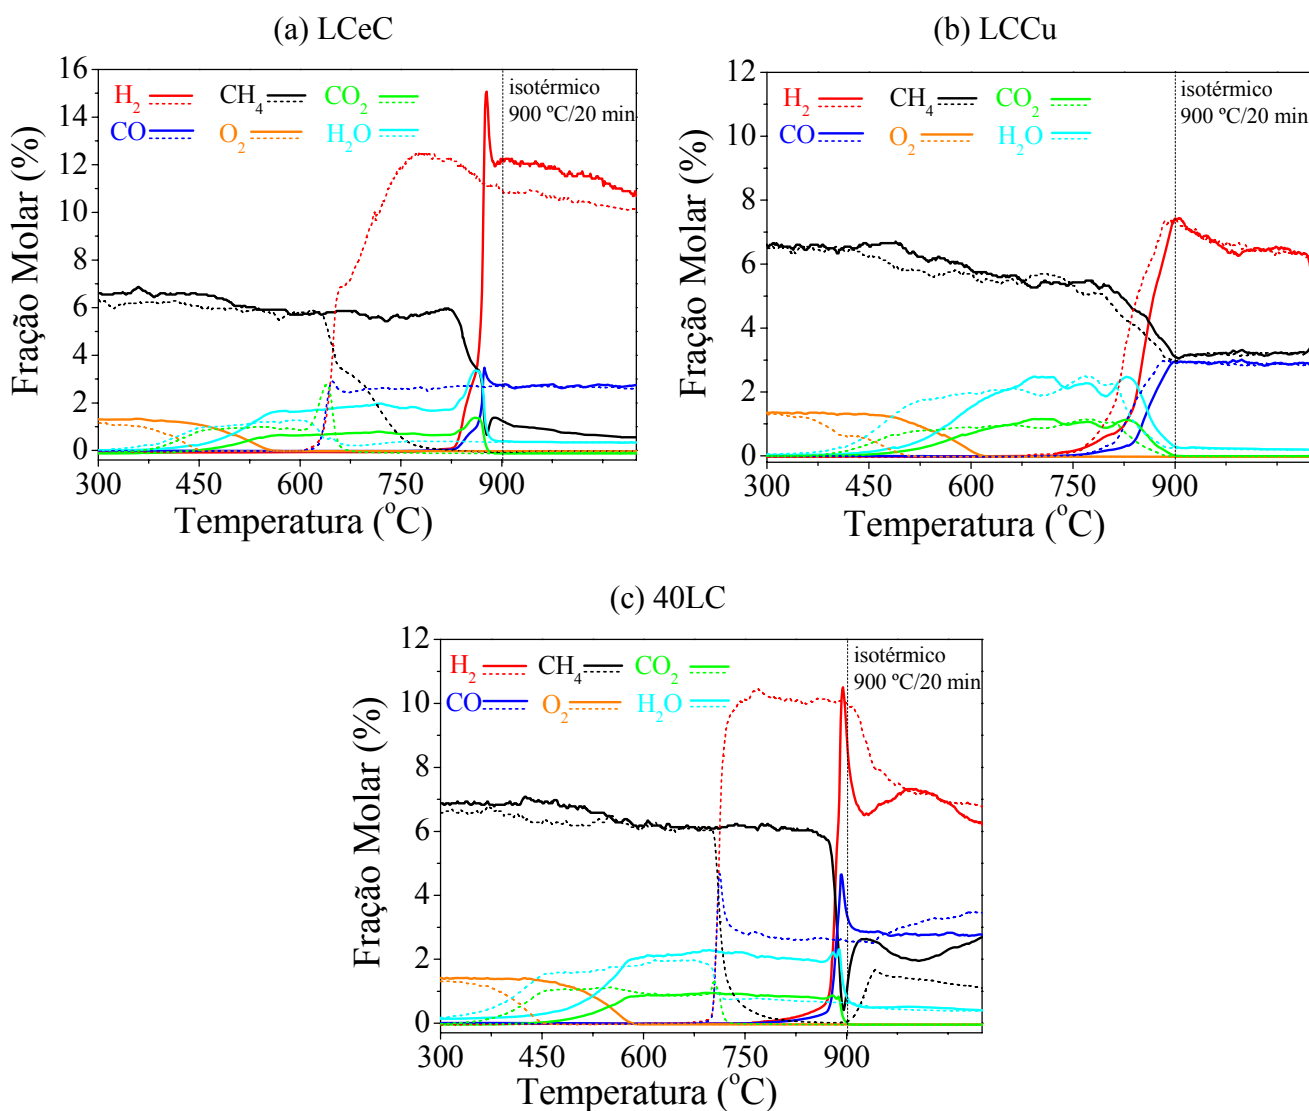 (a) LCeC
16
14
12
10
8
6
4
2
0
H₂ CH₄ CO₂
CO O₂ H₂O
isotérmico
900 ºC/20 min
Fração Molar (%)
300 450 600 750 900
Temperatura (°C)
(b) LCCu
12
10
8
6
4
2
0
H₂ CH₄ CO₂
CO O₂ H₂O
isotérmico
900 ºC/20 min
Fração Molar (%)
300 450 600 750 900
Temperatura (°C)
(c) 40LC
12
10
8
6
4
2
0
H₂ CH₄ CO₂
CO O₂ H₂O
isotérmico
900 ºC/20 min
Fração Molar (%)
300 450 600 750 900
Temperatura (°C)